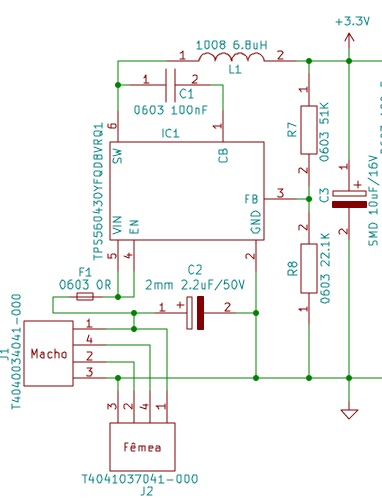 +3.3V
1 1008 6.8uH 2
L1
1 2
C1
0603 100nF
6 1
IC1
SW CB
TPS560430YFQDBVRQ1
FB 3
VIN EN GND
5 4 2
1
R7 0603 51K
2
1
C3 SMD 10uF/16V
+
2
2
R8 0603 22.1K
1
F1
0603 0R
C2
2mm 2.2uF/50V
1 + 2
J1
T4040034041-000
Macho
1
4
2
3
3 2 4 1
Fêmea
T4041037041-000
J2